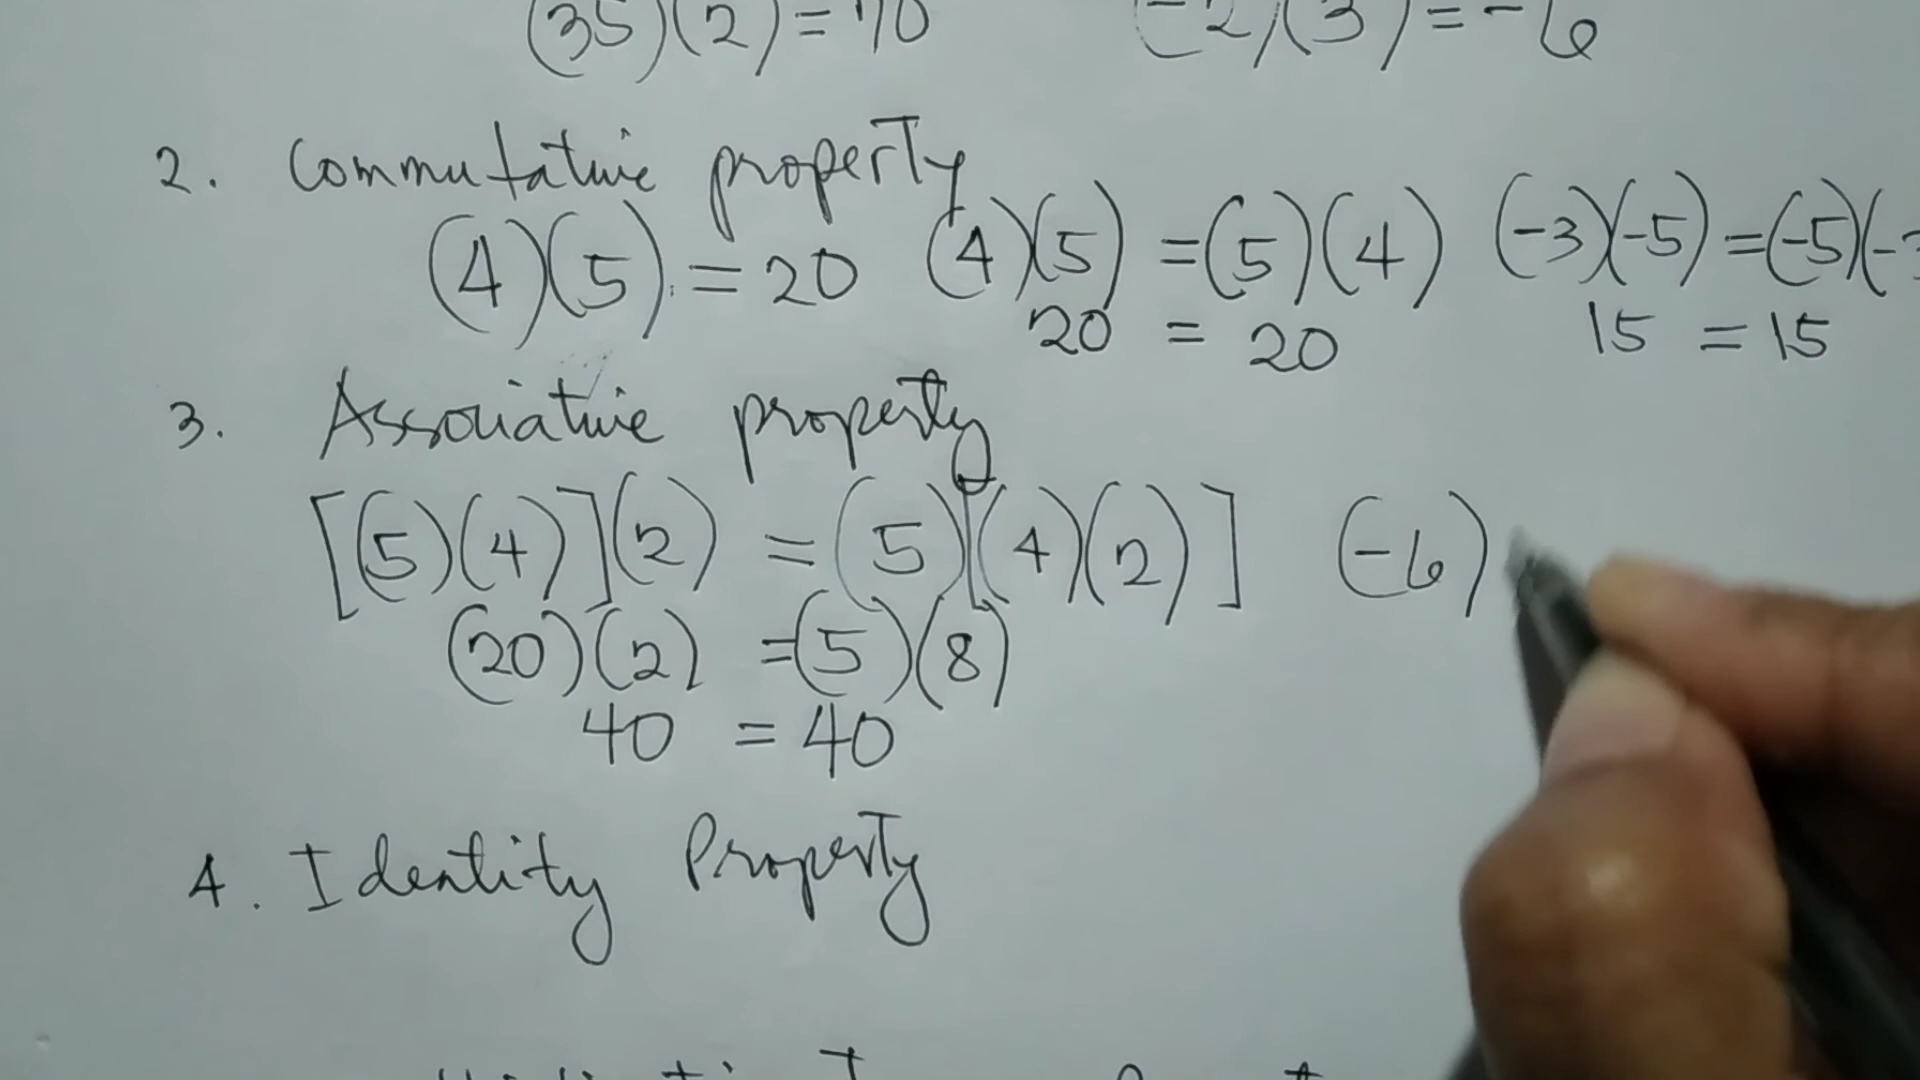 (35)(2) = 70 (-2)(3) = -6
2. Commutative property
(4)(5) = 20 (4)(5) = (5)(4) (-3)(-5) = (-5)(-3
20 = 20 15 = 15
3. Associative property
[(5)(4)](2) = (5)[(4)(2)] (-6)
(20)(2) = (5)(8)
40 = 40
4. Identity Property